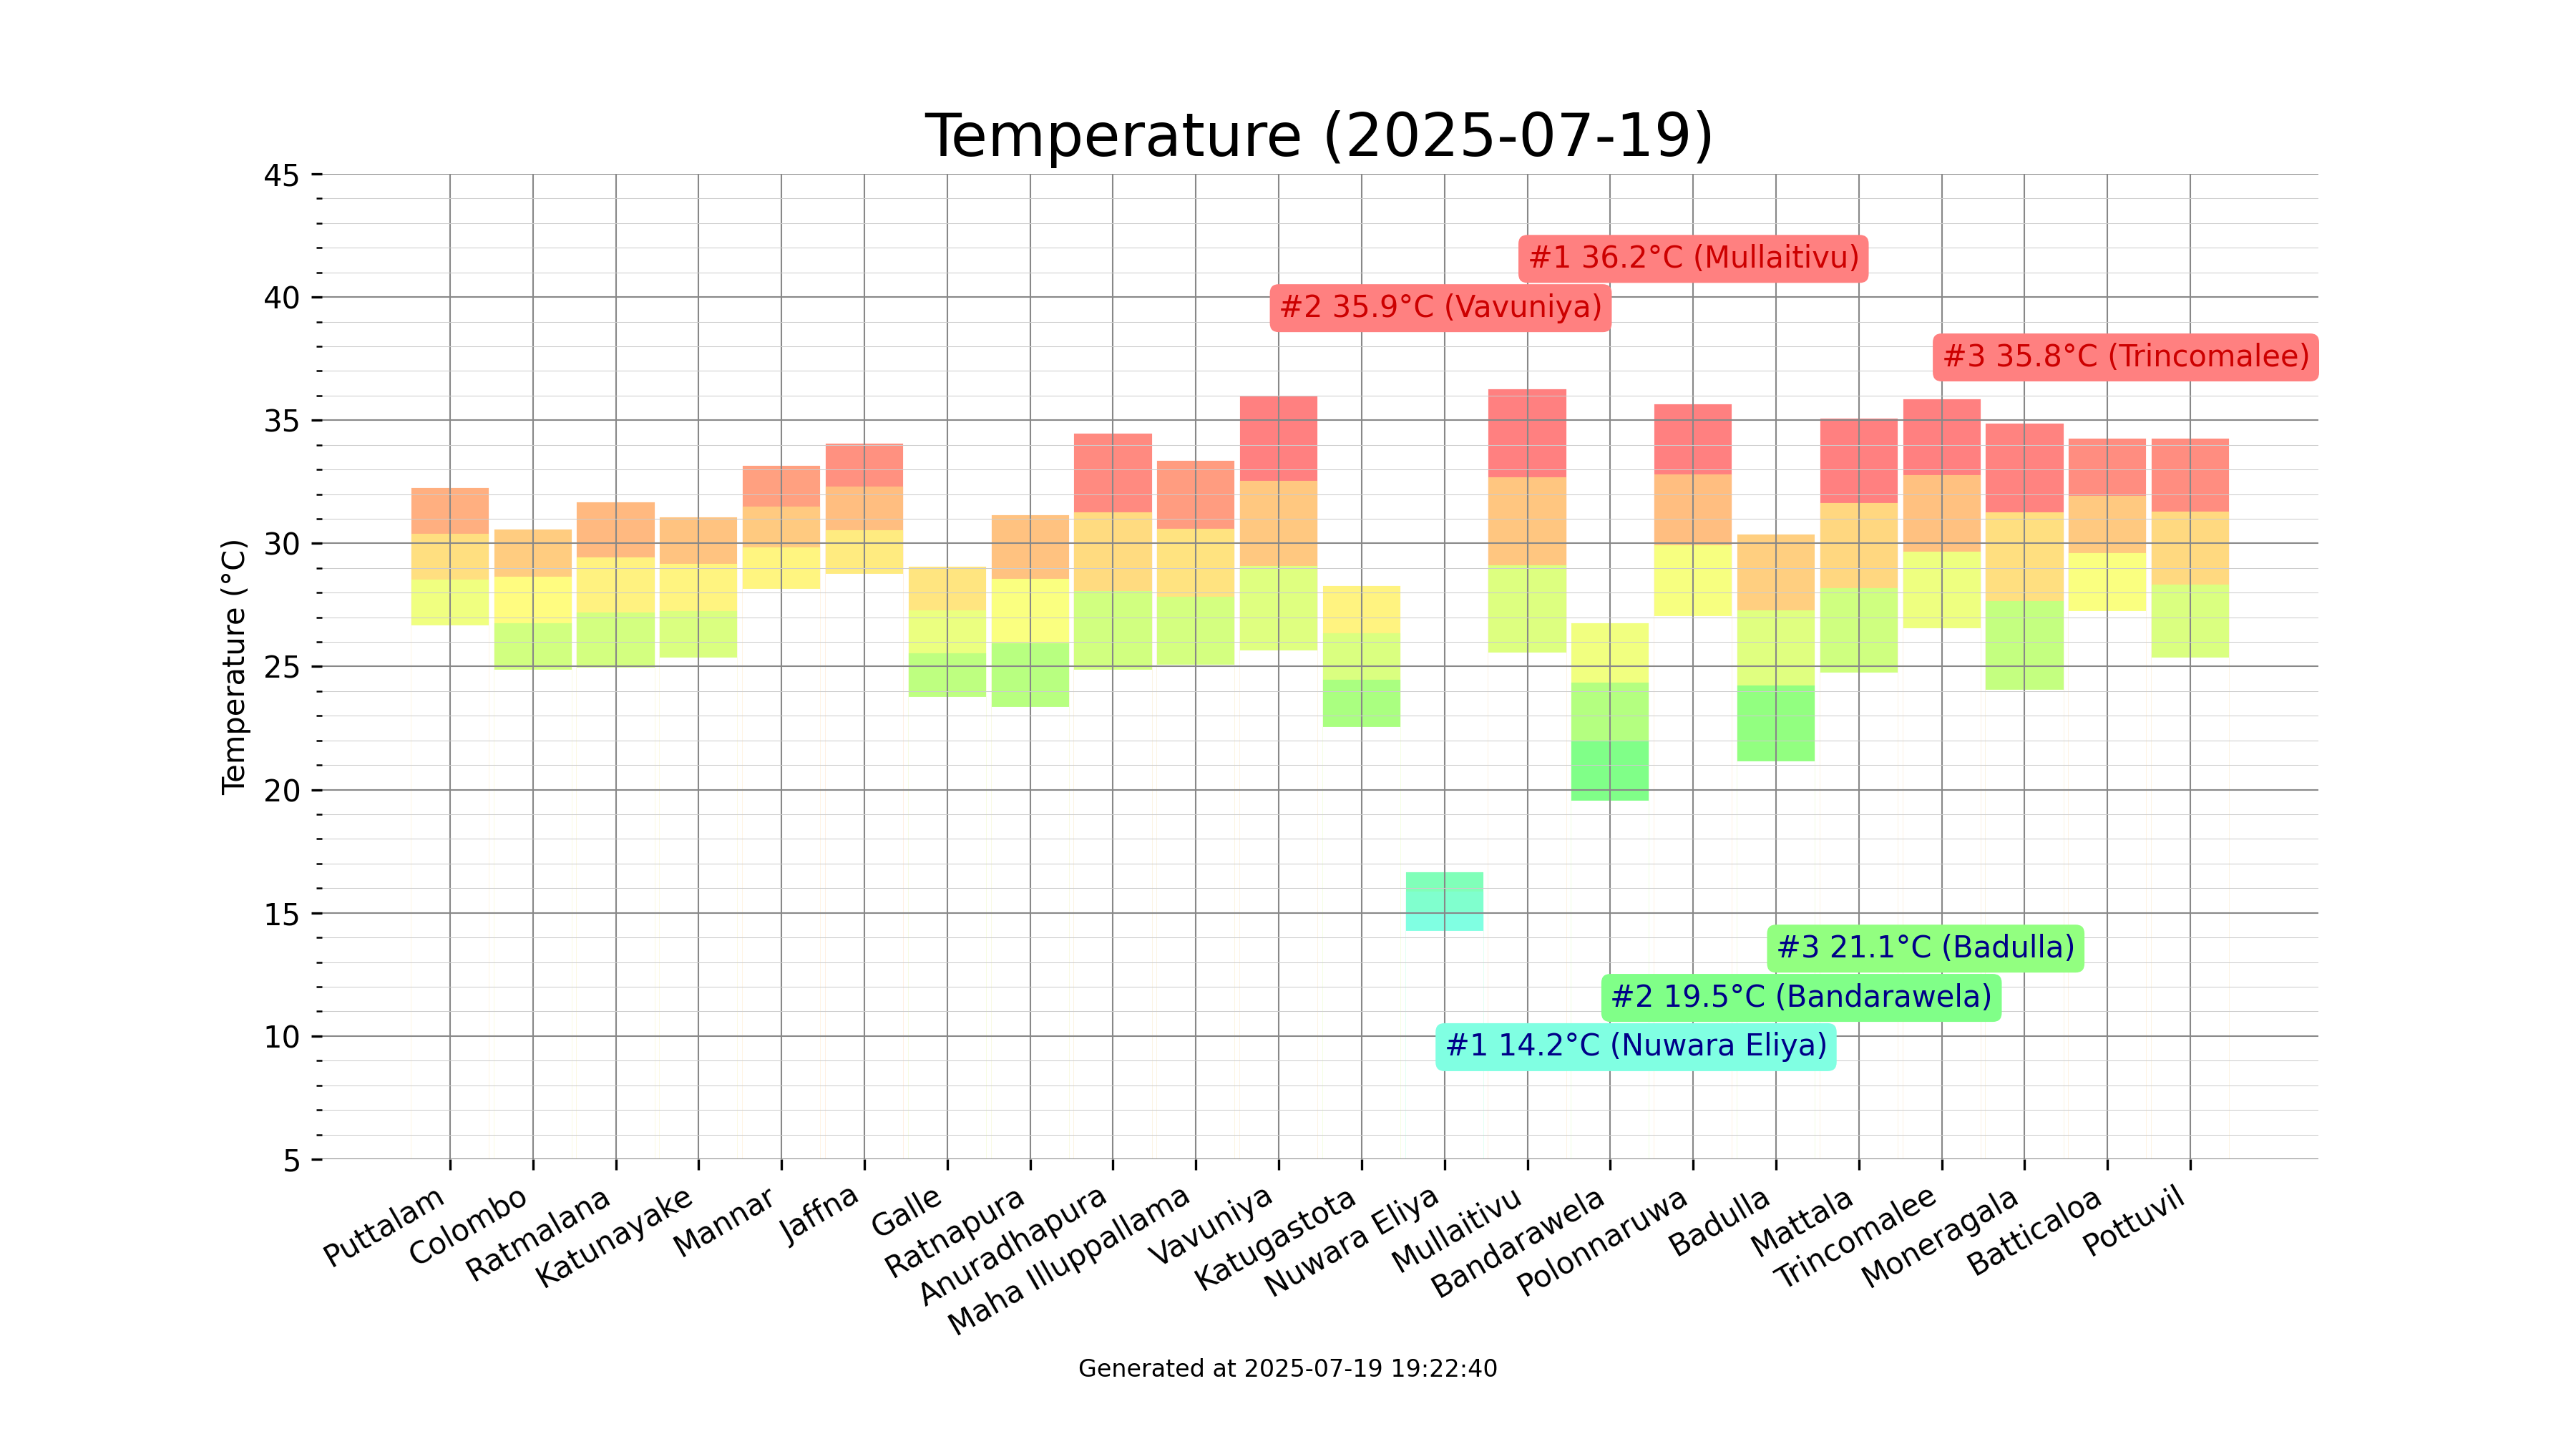 Temperature (2025-07-19)
45
40
35
30
25
20
15
10
5
Temperature (°C)
#1 36.2°C (Mullaitivu)
#2 35.9°C (Vavuniya)
#3 35.8°C (Trincomalee)
#3 21.1°C (Badulla)
#2 19.5°C (Bandarawela)
#1 14.2°C (Nuwara Eliya)
Puttalam
Colombo
Ratmalana
Katunayake
Mannar
Jaffna
Galle
Ratnapura
Anuradhapura
Maha Illuppallama
Vavuniya
Katugastota
Nuwara Eliya
Mullaitivu
Bandarawela
Polonnaruwa
Badulla
Mattala
Trincomalee
Moneragala
Batticaloa
Pottuvil
Generated at 2025-07-19 19:22:40